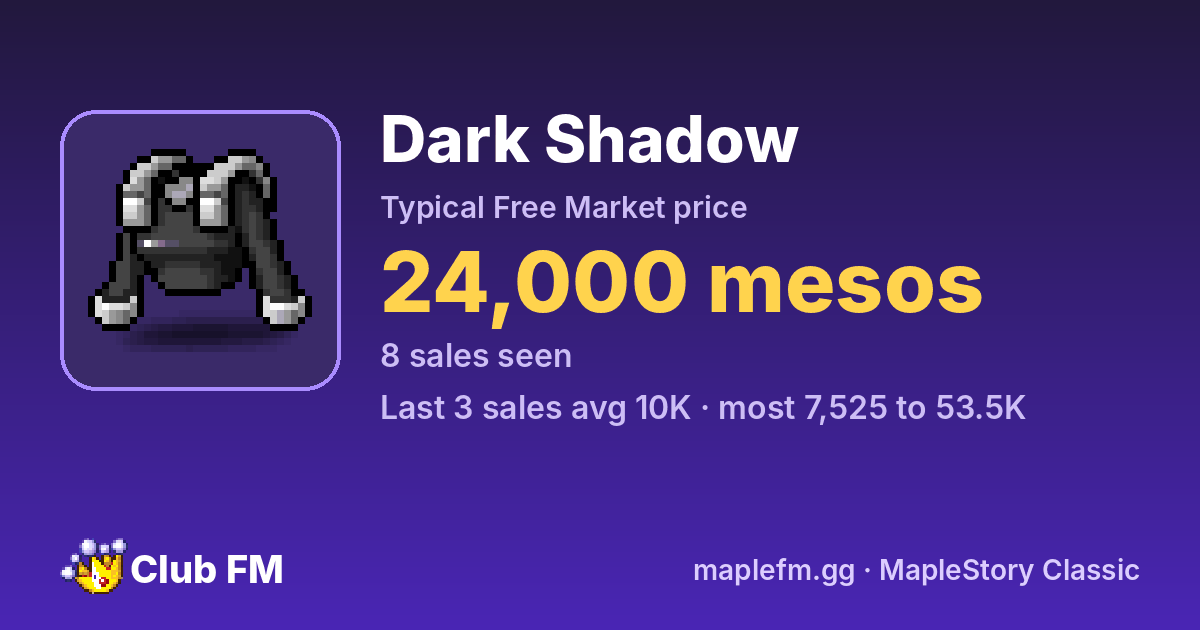 Dark Shadow
Typical Free Market price
24,000 mesos
8 sales seen
Last 3 sales avg 10K · most 7,525 to 53.5K
Club FM
maplefm.gg · MapleStory Classic